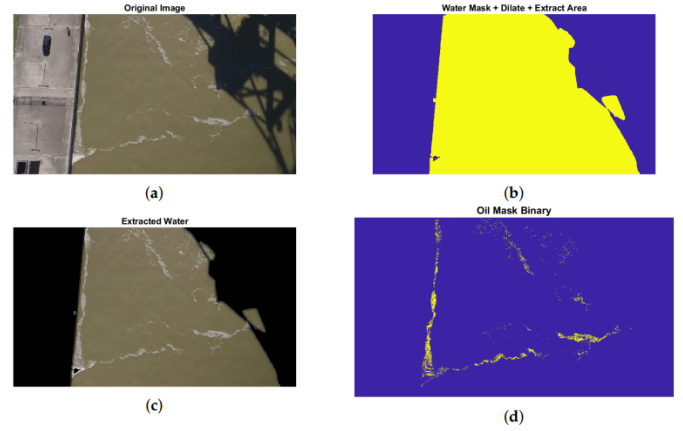 Original Image
Water Mask + Dilate + Extract Area
(a)
(b)
Extracted Water
Oil Mask Binary
(c)
(d)